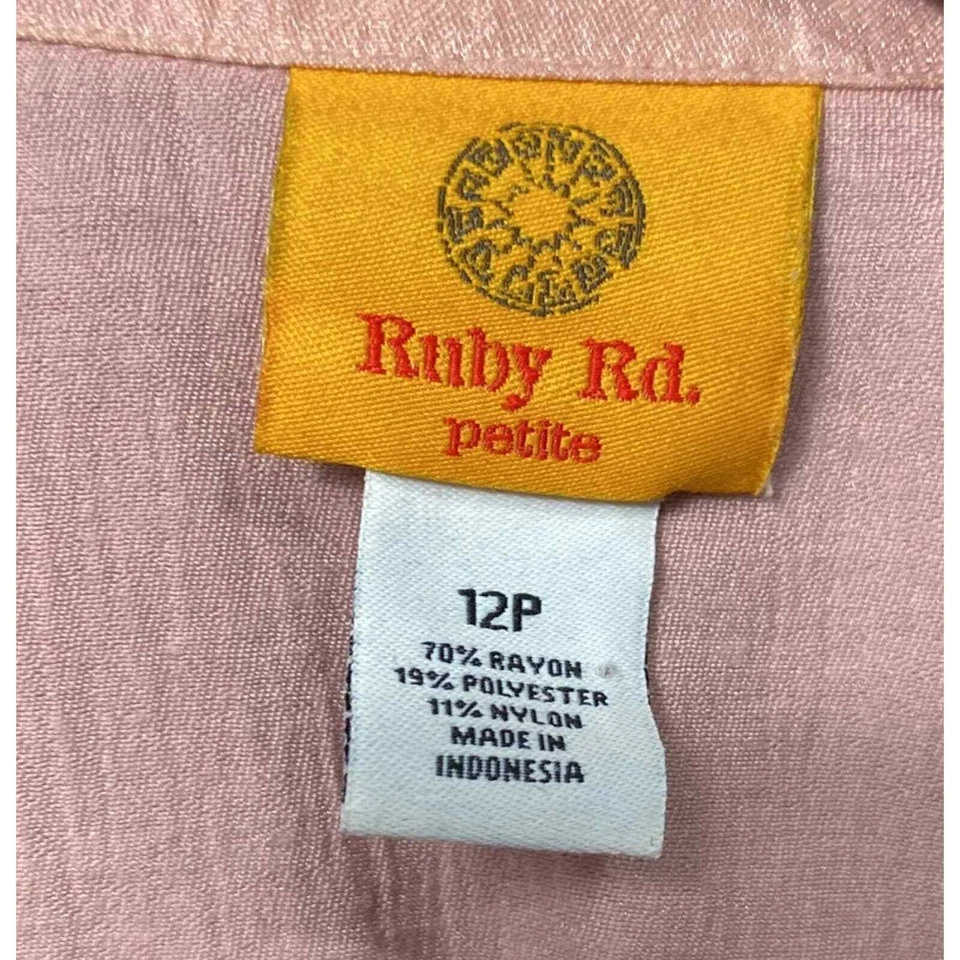 Ruby Rd.
petite
12P
70% RAYON
19% POLYESTER
11% NYLON
MADE IN
INDONESIA